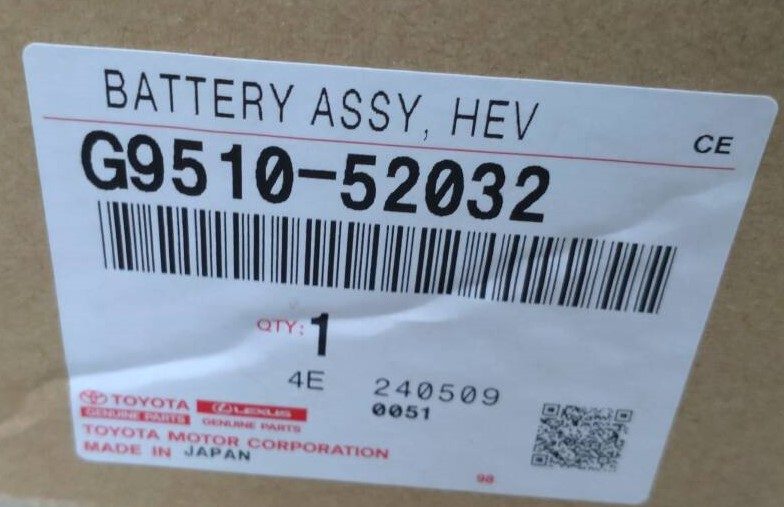 BATTERY ASSY, HEV
CE
G9510-52032
QTY: 1
4E 240509
0051
TOYOTA LEXUS
GENUINE PARTS GENUINE PARTS
TOYOTA MOTOR CORPORATION
MADE IN JAPAN
98